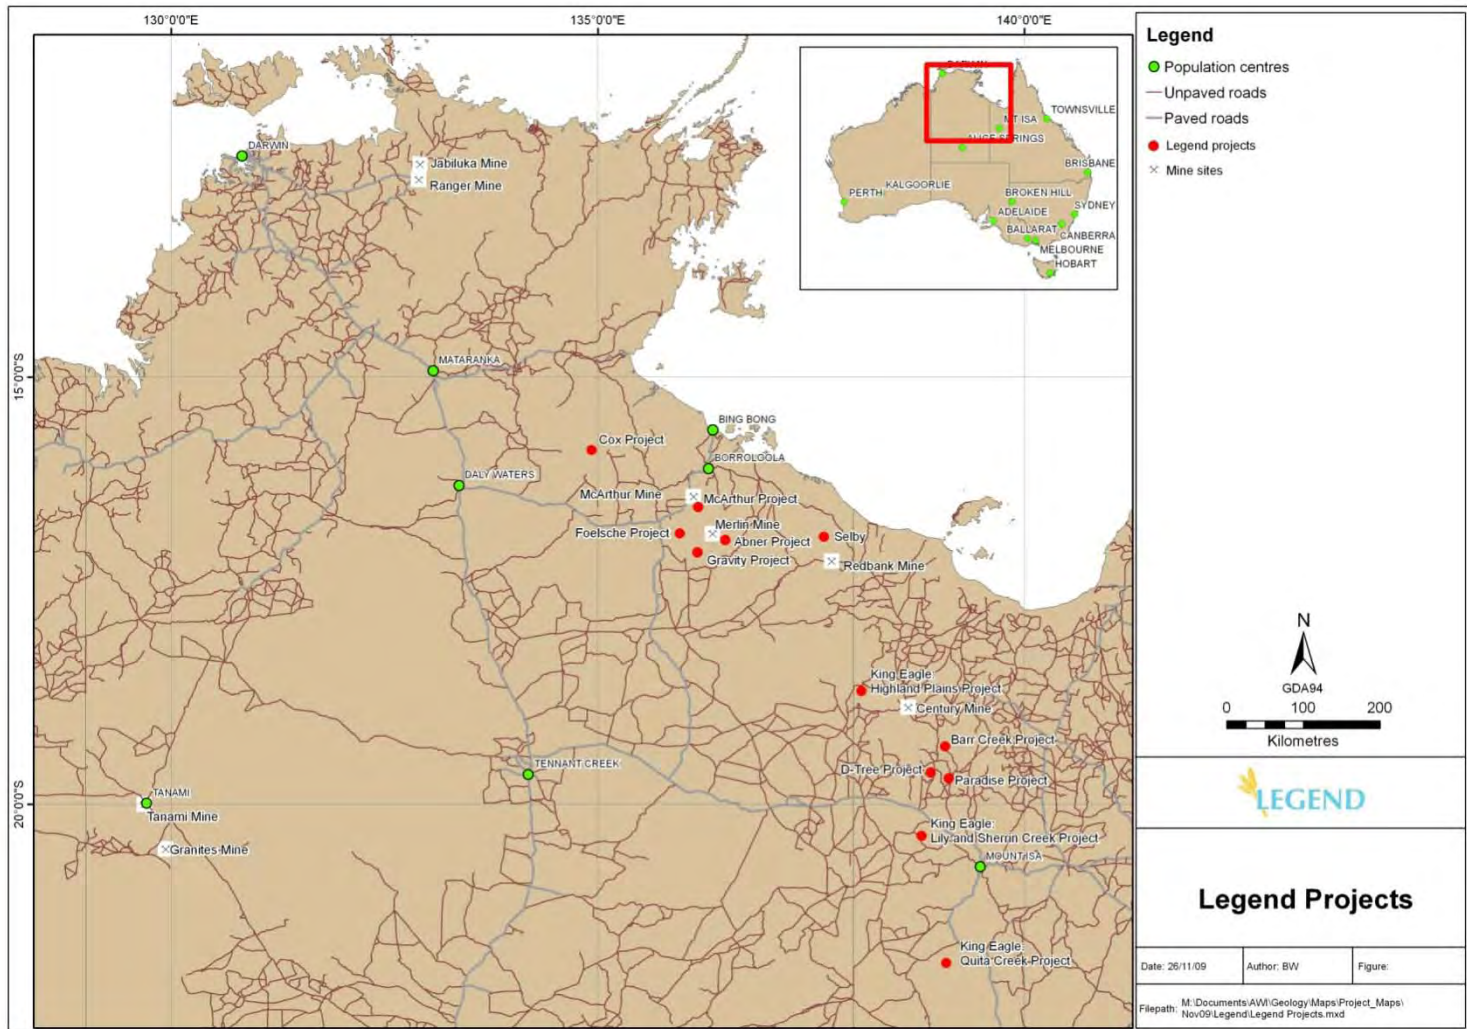 130°0'0"E
135°0'0"E
140°0'0"E
15°0'0"S
20°0'0"S
DARWIN
Jabiluka Mine
Ranger Mine
MATARANKA
BING BONG
Cox Project
BORROLOOLA
DALY WATERS
McArthur Mine
McArthur Project
Merlin Mine
Foelsche Project
Abner Project
Selby
Gravity Project
Redbank Mine
King Eagle:
Highland Plains Project
Century Mine
Barr Creek Project
TENNANT CREEK
D-Tree Project
Paradise Project
TANAMI
Tanami Mine
King Eagle:
Lily and Sherrin Creek Project
Granites Mine
MOUNT ISA
King Eagle:
Quita Creek Project
DARWIN
TOWNSVILLE
MT ISA
ALICE SPRINGS
BRISBANE
KALGOORLIE
PERTH
BROKEN HILL
SYDNEY
ADELAIDE
BALLARAT
CANBERRA
MELBOURNE
HOBART
Legend
Population centres
Unpaved roads
Paved roads
Legend projects
Mine sites
N
GDA94
0 100 200
Kilometres
LEGEND
Legend Projects
Date: 26/11/09 Author: BW Figure:
Filepath: M:\Documents\AWI\Geology\Maps\Project_Maps\
Nov09\Legend\Legend Projects.mxd